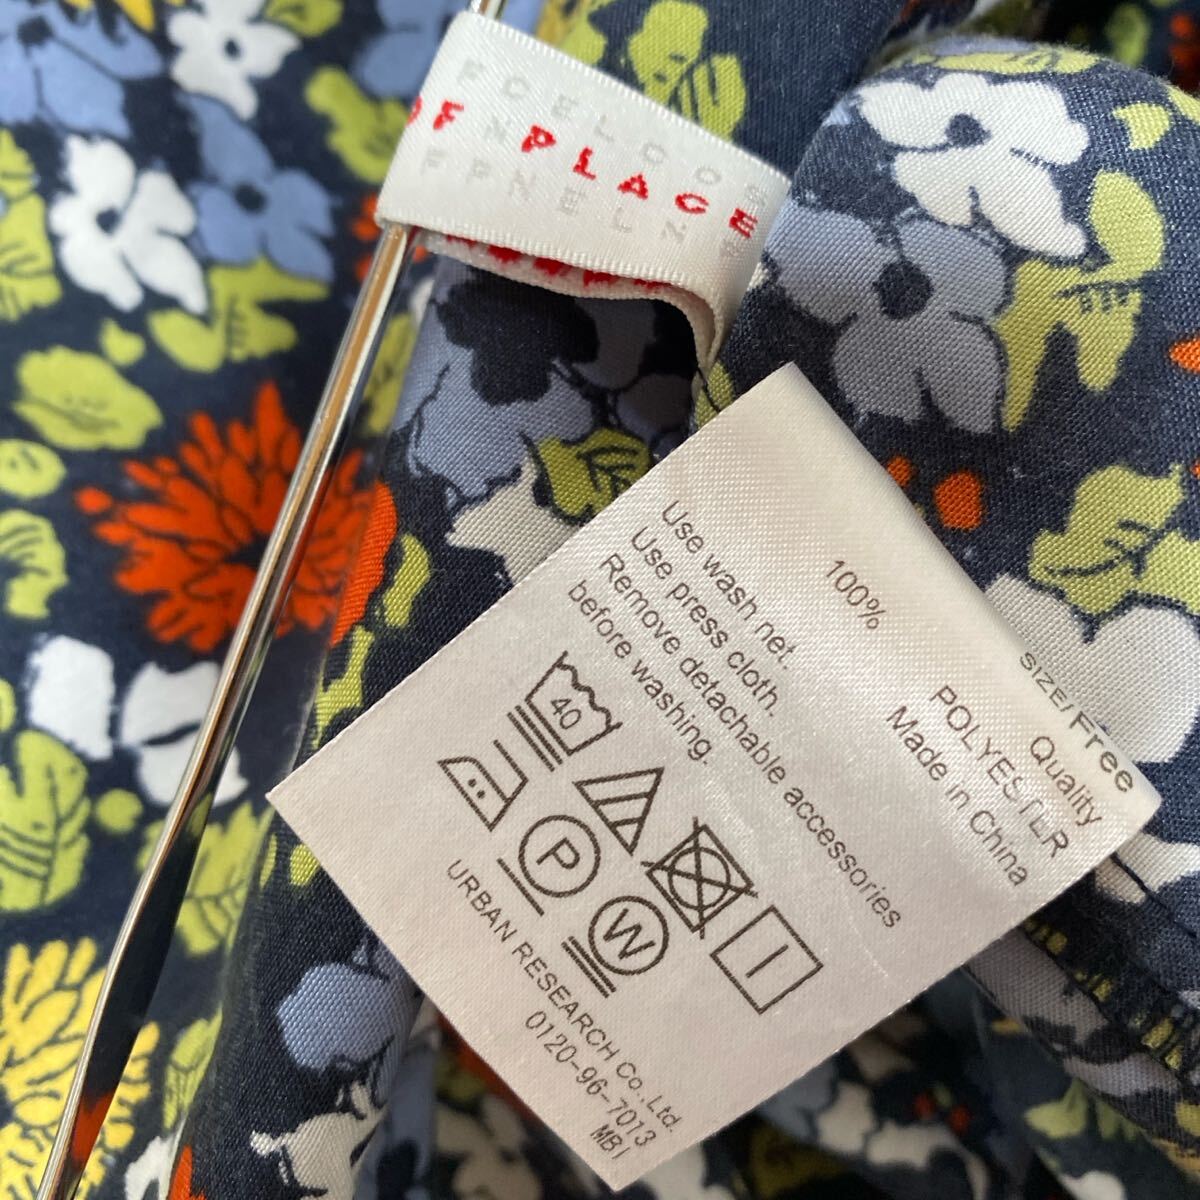 OF PLACE
SIZE/Free
Quality
100% POLYESTER
Made in China
Use wash net.
Use press cloth.
Remove detachable accessories
before washing.
40
P
W
URBAN RESEARCH Co.,Ltd.
0120-96-7013
MB1